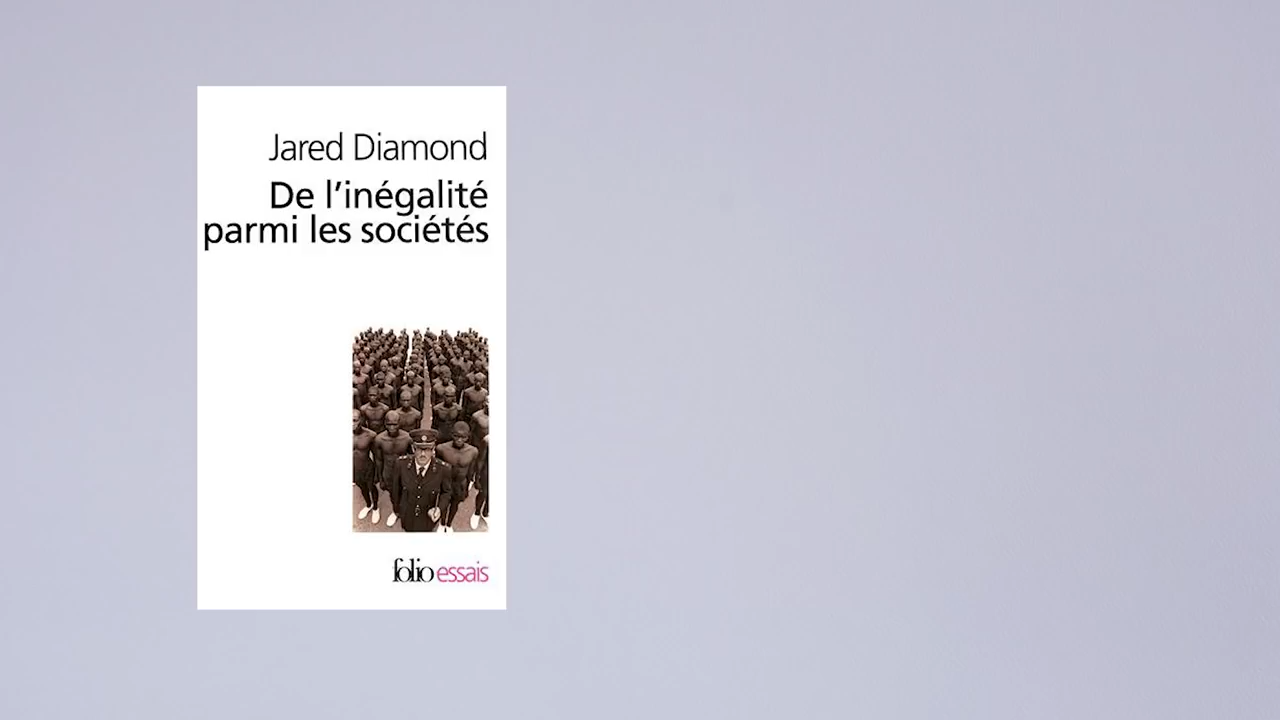 Jared Diamond
De l'inégalité
parmi les sociétés
folio essais